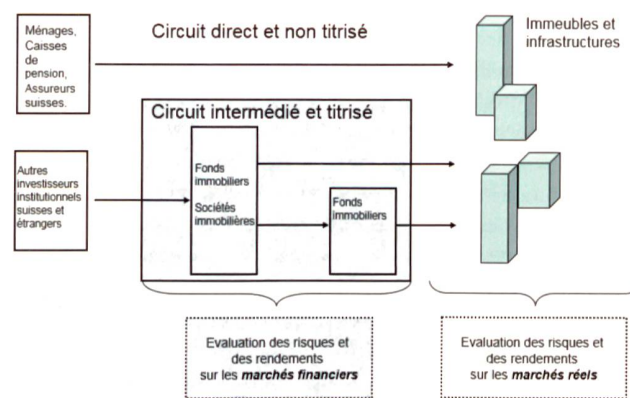 Ménages,
Caisses
de
pension,
Assureurs
suisses.
Circuit direct et non titrisé
Immeubles et
infrastructures
Circuit intermédié et titrisé
Autres
investisseurs
institutionnels
suisses et
étrangers
Fonds
immobiliers
Sociétés
immobilières
Fonds
immobiliers
Evaluation des risques et
des rendements
sur les marchés financiers
Evaluation des risques et
des rendements
sur les marchés réels